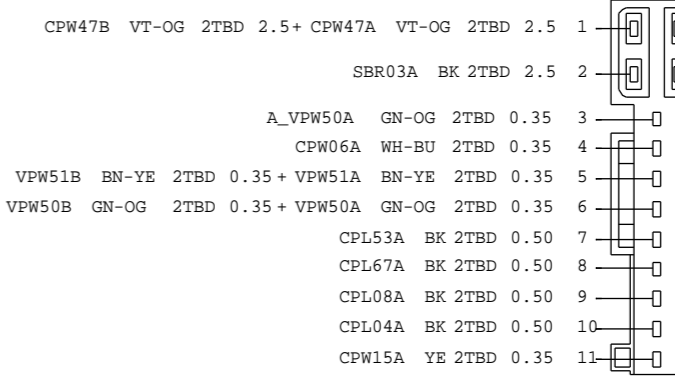 CPW47B VT-OG 2TBD 2.5+ CPW47A VT-OG 2TBD 2.5 1
SBR03A BK 2TBD 2.5 2
A_VPW50A GN-OG 2TBD 0.35 3
CPW06A WH-BU 2TBD 0.35 4
VPW51B BN-YE 2TBD 0.35+ VPW51A BN-YE 2TBD 0.35 5
VPW50B GN-OG 2TBD 0.35+ VPW50A GN-OG 2TBD 0.35 6
CPL53A BK 2TBD 0.50 7
CPL67A BK 2TBD 0.50 8
CPL08A BK 2TBD 0.50 9
CPL04A BK 2TBD 0.50 10
CPW15A YE 2TBD 0.35 11